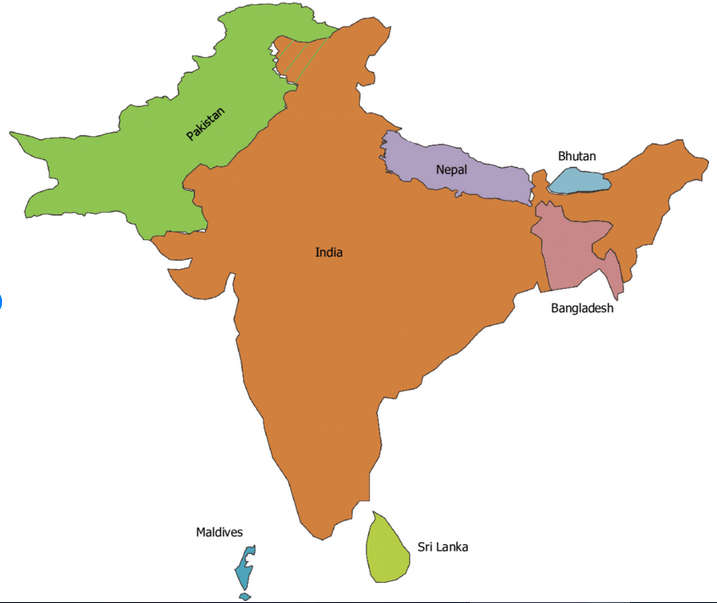 Pakistan
Bhutan
Nepal
India
Bangladesh
Maldives
Sri Lanka